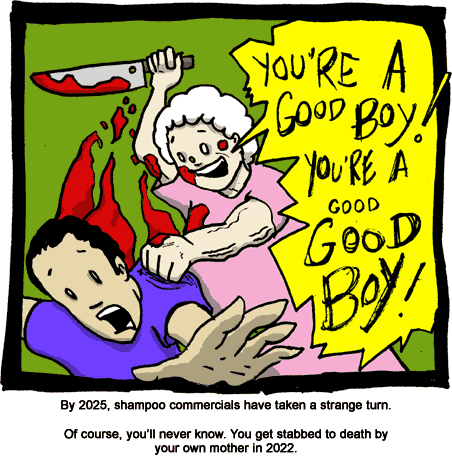 YOU'RE A
GOOD BOY!
YOU'RE A
GOOD
GOOD
BOY!
By 2025, shampoo commercials have taken a strange turn.
Of course, you'll never know. You get stabbed to death by
your own mother in 2022.